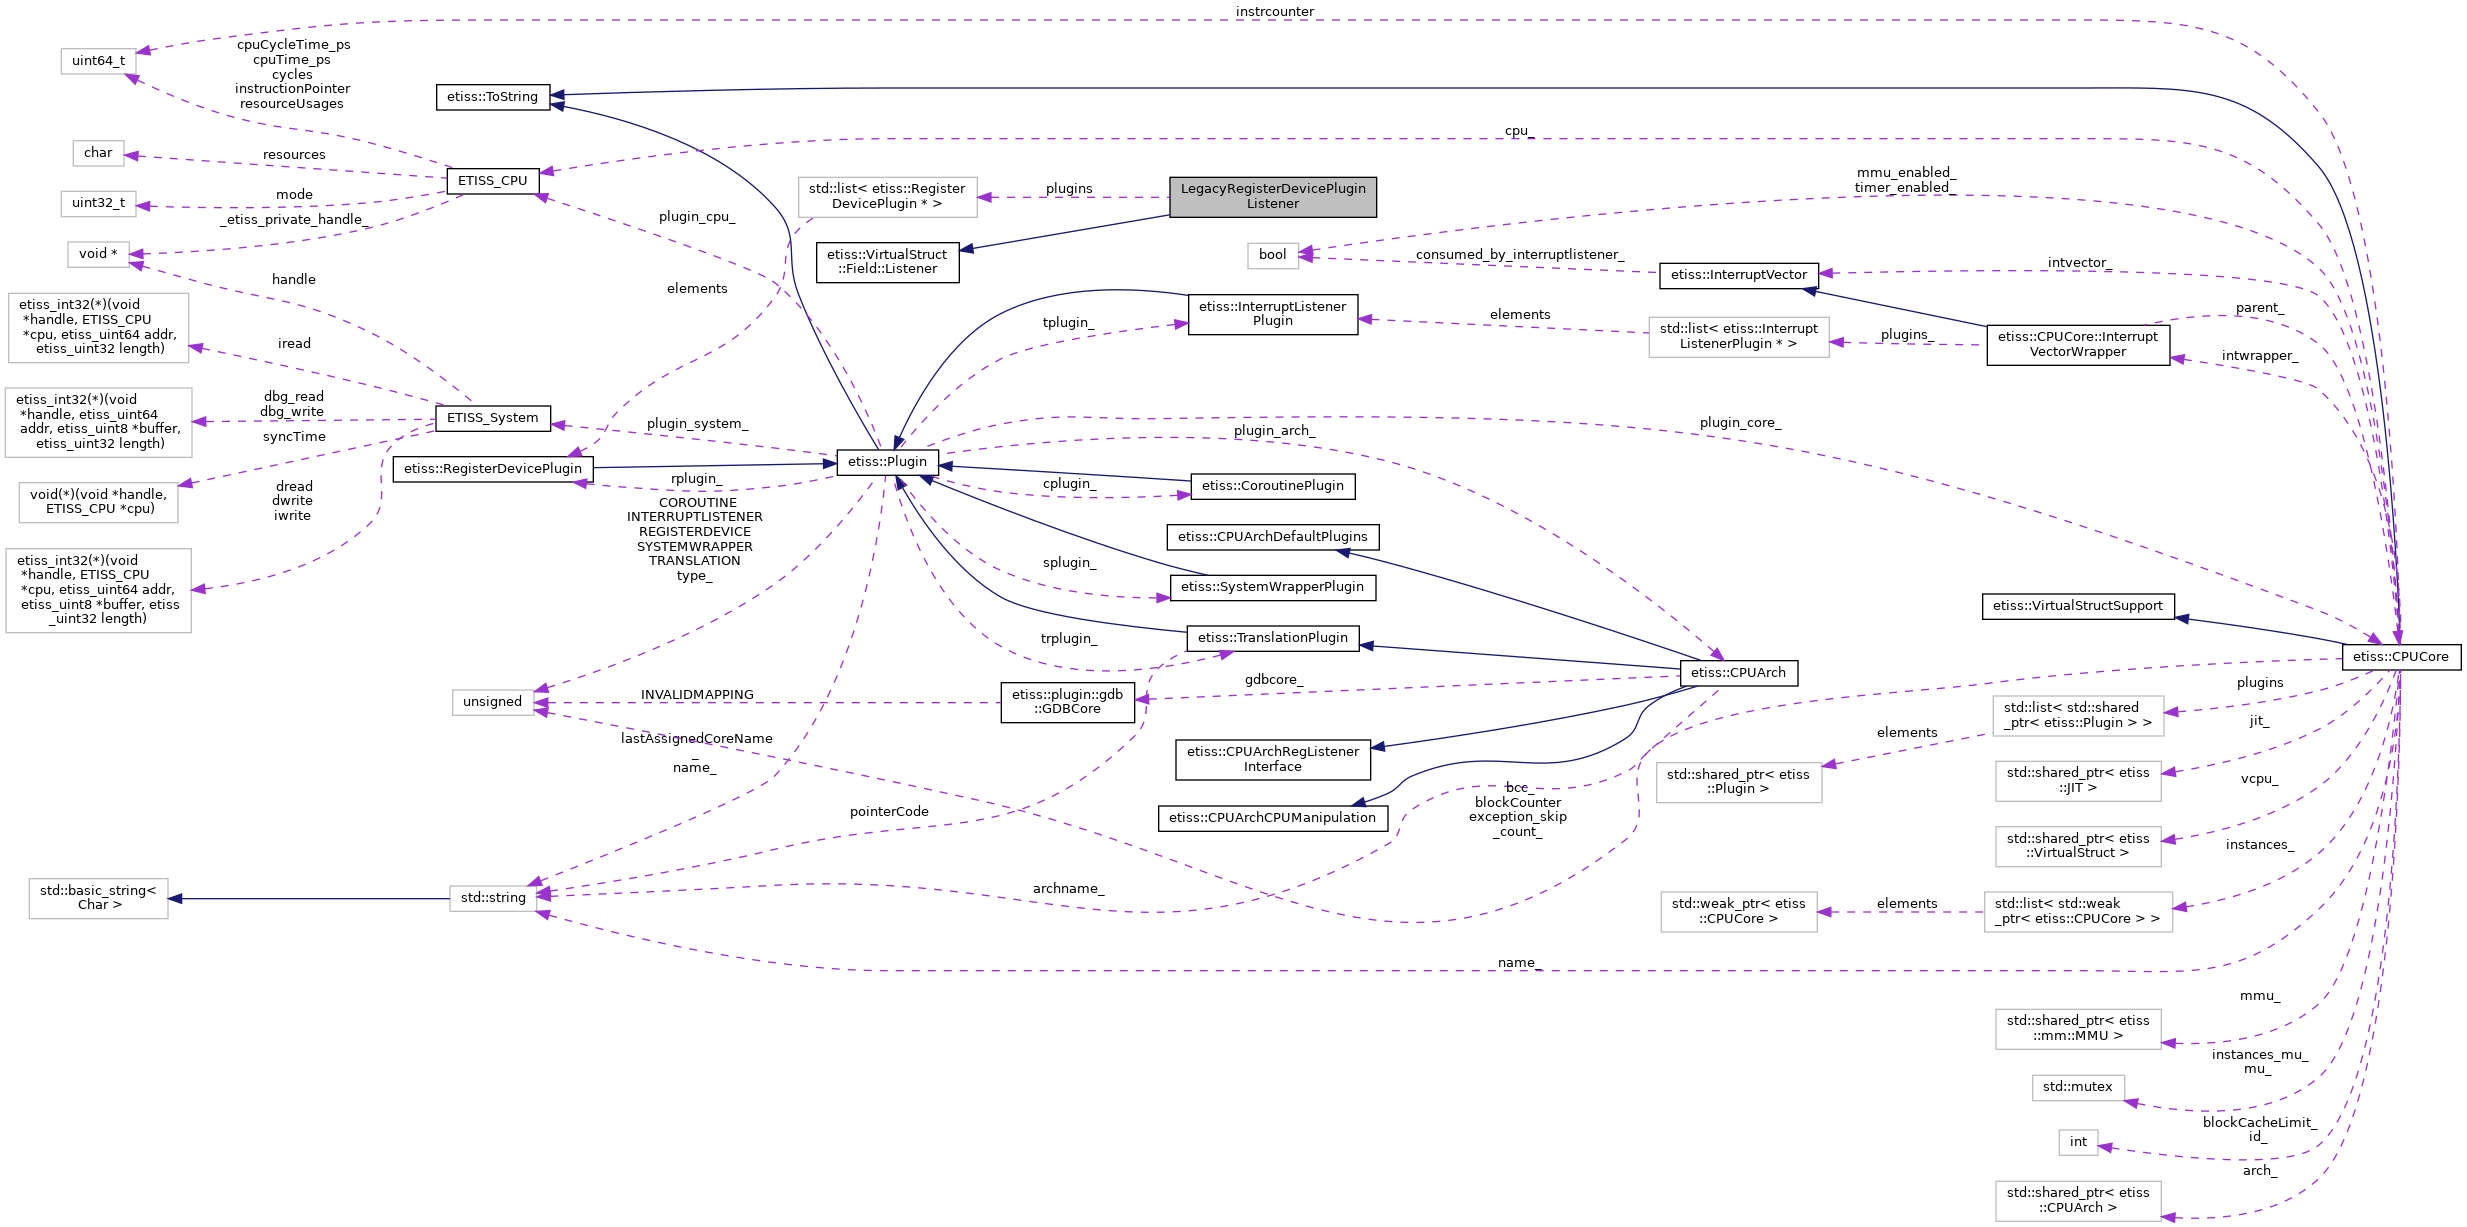 instrcounter
uint64_t
cpuCycleTime_ps
cpuTime_ps
cycles
instructionPointer
resourceUsages
etiss::ToString
char
resources
ETISS_CPU
cpu_
uint32_t
mode
_etiss_private_handle_
void *
std::list< etiss::Register
DevicePlugin * >
plugins
LegacyRegisterDevicePlugin
Listener
mmu_enabled_
timer_enabled_
plugin_cpu_
etiss::VirtualStruct
::Field::Listener
bool
consumed_by_interruptlistener_
etiss::InterruptVector
intvector_
handle
elements
etiss_int32(*)(void
*handle, ETISS_CPU
*cpu, etiss_uint64 addr,
etiss_uint32 length)
iread
tplugin_
etiss::InterruptListener
Plugin
elements
std::list< etiss::Interrupt
ListenerPlugin * >
plugins_
etiss::CPUCore::Interrupt
VectorWrapper
parent_
intwrapper_
etiss_int32(*)(void
*handle, etiss_uint64
addr, etiss_uint8 *buffer,
etiss_uint32 length)
dbg_read
dbg_write
syncTime
ETISS_System
plugin_system_
etiss::RegisterDevicePlugin
rplugin_
etiss::Plugin
plugin_arch_
plugin_core_
cplugin_
etiss::CoroutinePlugin
void(*)(void *handle,
ETISS_CPU *cpu)
dread
dwrite
iwrite
COROUTINE
INTERRUPTLISTENER
REGISTERDEVICE
SYSTEMWRAPPER
TRANSLATION
type_
etiss::CPUArchDefaultPlugins
splugin_
etiss::SystemWrapperPlugin
etiss_int32(*)(void
*handle, ETISS_CPU
*cpu, etiss_uint64 addr,
etiss_uint8 *buffer, etiss
_uint32 length)
trplugin_
etiss::TranslationPlugin
etiss::VirtualStructSupport
etiss::CPUCore
etiss::CPUArch
gdbcore_
unsigned
INVALIDMAPPING
etiss::plugin::gdb
::GDBCore
plugins
std::list< std::shared
_ptr< etiss::Plugin > >
jit_
lastAssignedCoreName
_
name_
etiss::CPUArchRegListener
Interface
elements
std::shared_ptr< etiss
::Plugin >
std::shared_ptr< etiss
::JIT >
vcpu_
pointerCode
etiss::CPUArchCPUManipulation
bcc_
blockCounter
exception_skip
_count_
std::shared_ptr< etiss
::VirtualStruct >
instances_
std::basic_string<
Char >
std::string
archname_
std::weak_ptr< etiss
::CPUCore >
elements
std::list< std::weak
_ptr< etiss::CPUCore > >
name_
mmu_
std::shared_ptr< etiss
::mm::MMU >
instances_mu_
mu_
std::mutex
blockCacheLimit_
id_
int
arch_
std::shared_ptr< etiss
::CPUArch >